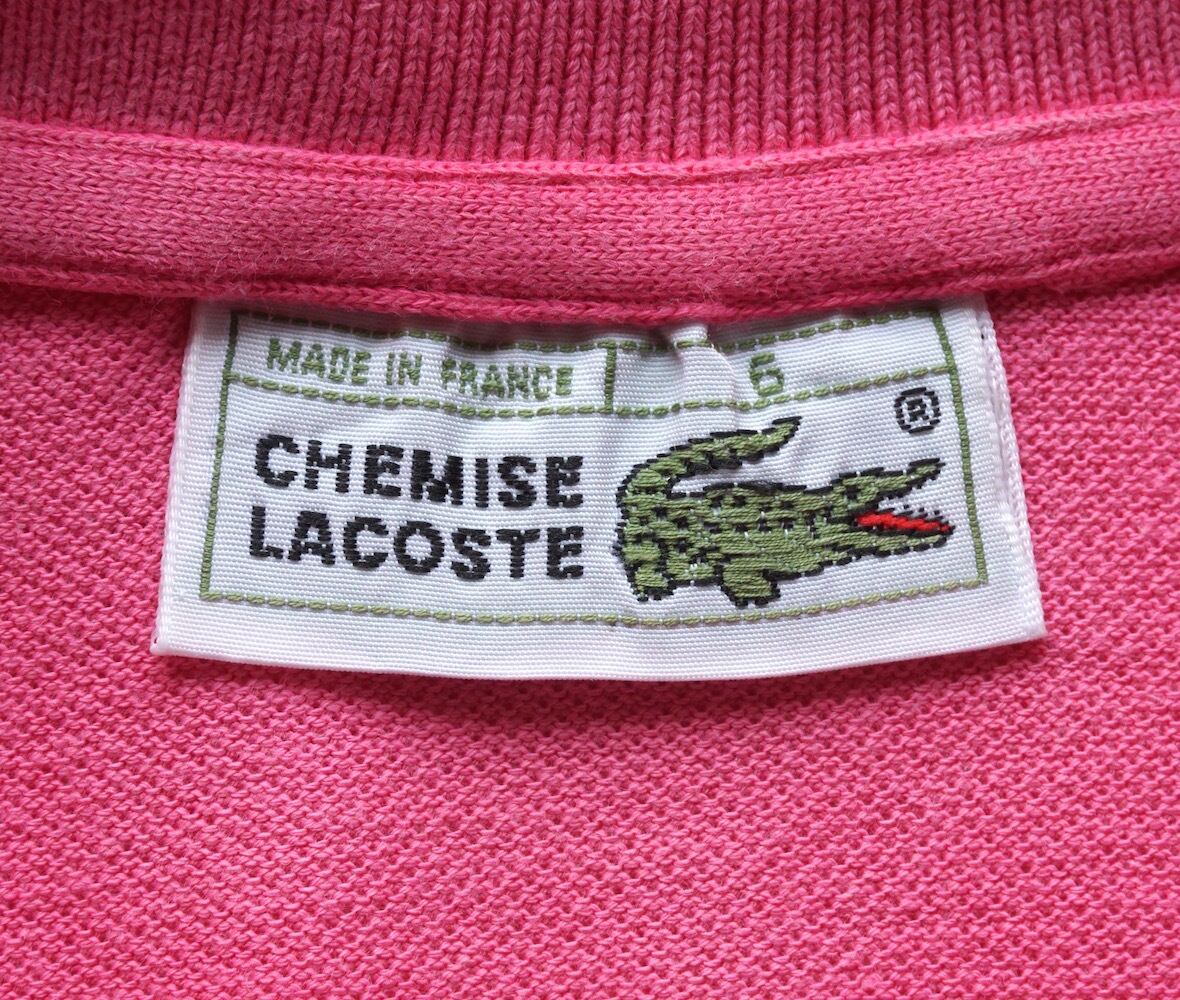 MADE IN FRANCE 6
®
CHEMISE
LACOSTE